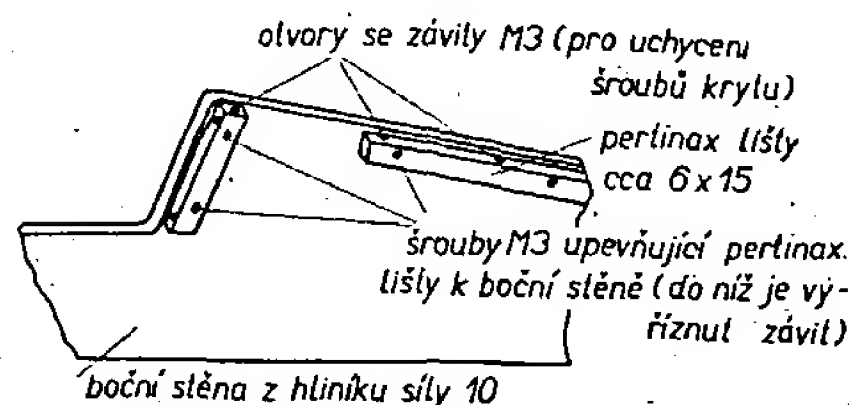 otvory se závity M3 (pro uchycení
šroubů krytu)
pertinax lišty
cca 6 x 15
šrouby M3 upevňující pertinax.
lišty k boční stěně (do níž je vy-
říznut závit)
boční stěna z hliníku síly 10